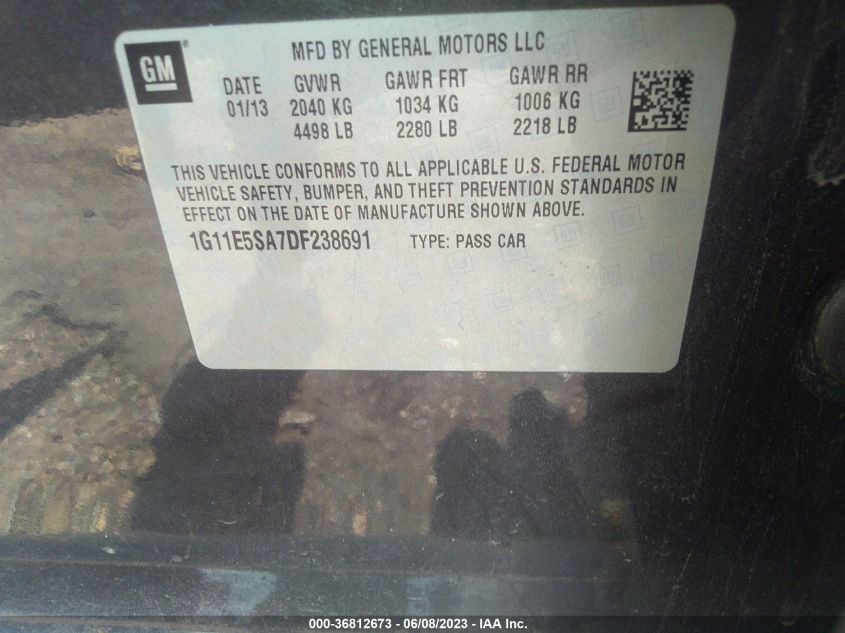 GM
MFD BY GENERAL MOTORS LLC
DATE GVWR GAWR FRT GAWR RR
01/13 2040 KG 1034 KG 1006 KG
4498 LB 2280 LB 2218 LB
THIS VEHICLE CONFORMS TO ALL APPLICABLE U.S. FEDERAL MOTOR
VEHICLE SAFETY, BUMPER, AND THEFT PREVENTION STANDARDS IN
EFFECT ON THE DATE OF MANUFACTURE SHOWN ABOVE.
1G11E5SA7DF238691 TYPE: PASS CAR
000-36812673 - 06/08/2023 - IAA Inc.